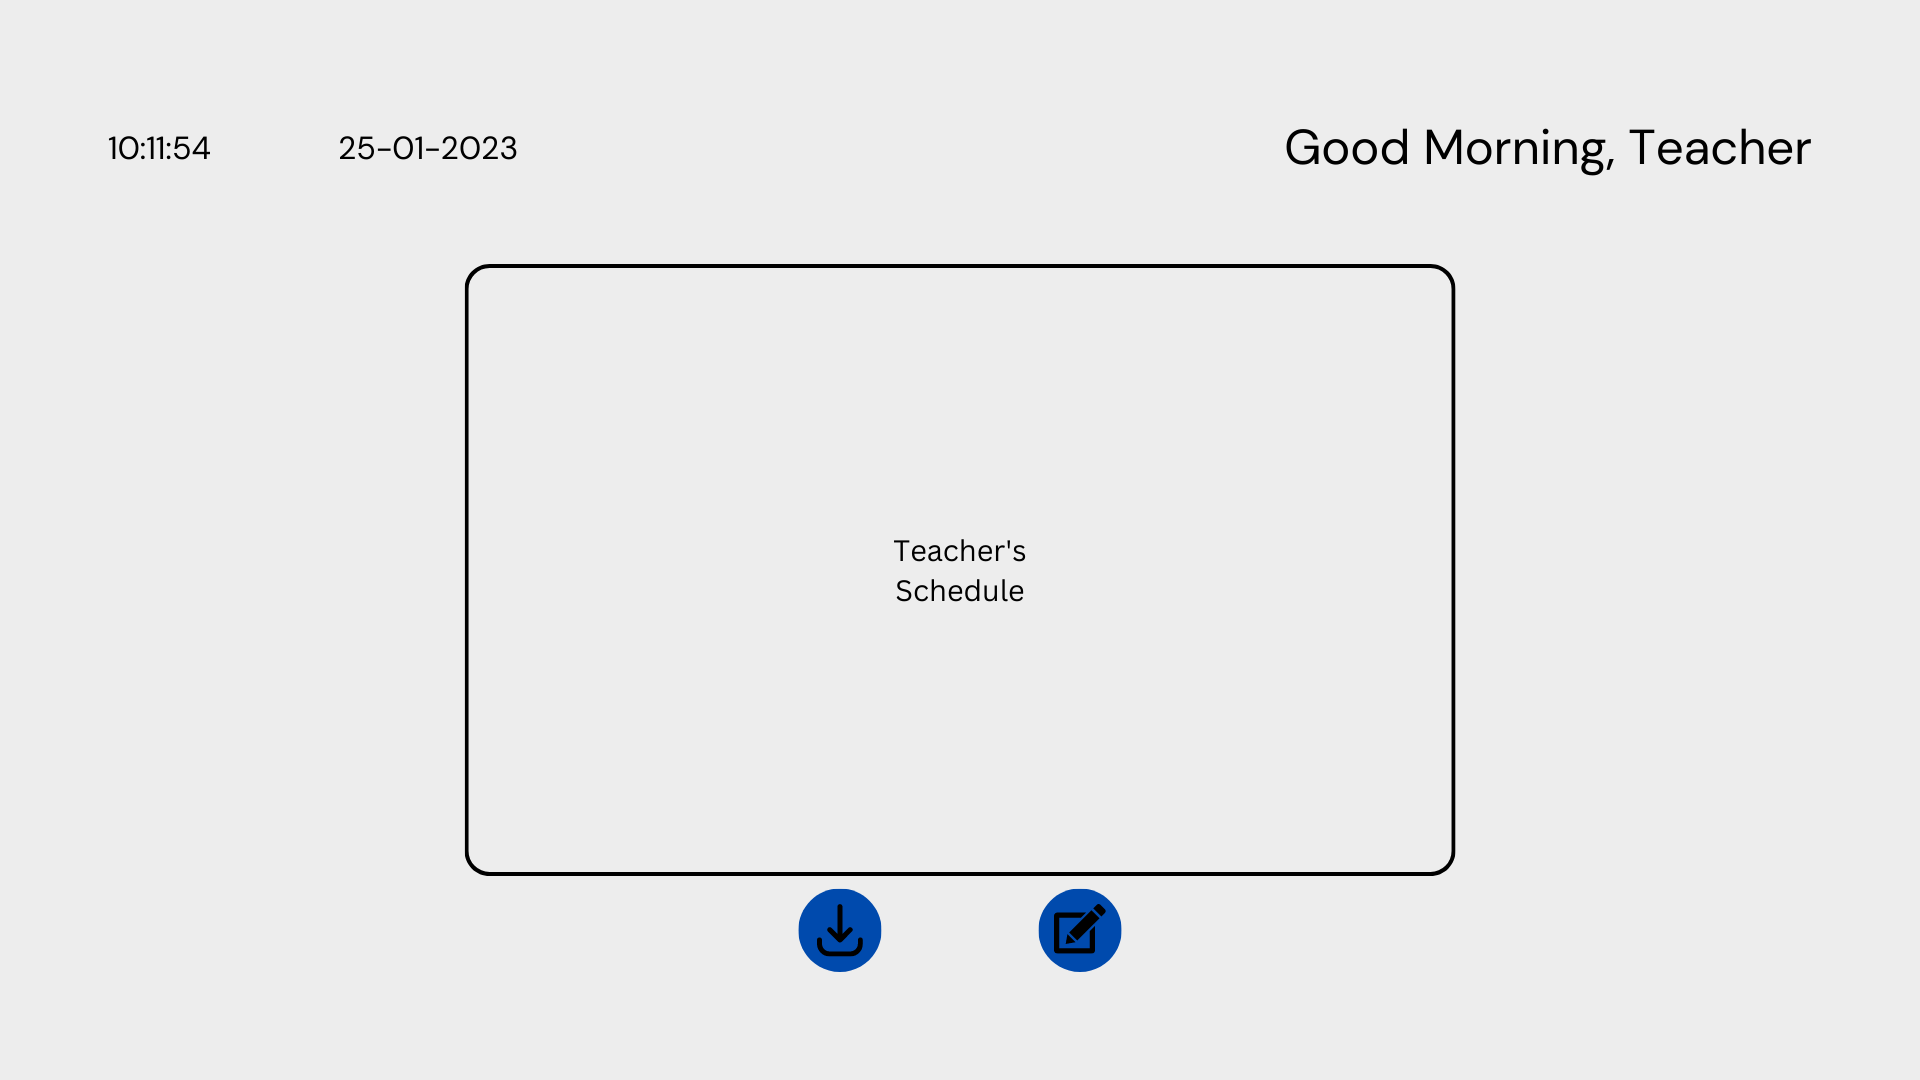 10:11:54
25-01-2023
Good Morning, Teacher
Teacher's
Schedule